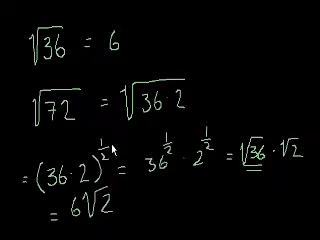 √36 = 6
√72 = √36·2
= (36·2)^½ = 36^½ · 2^½ = √36 · √2
= 6√2